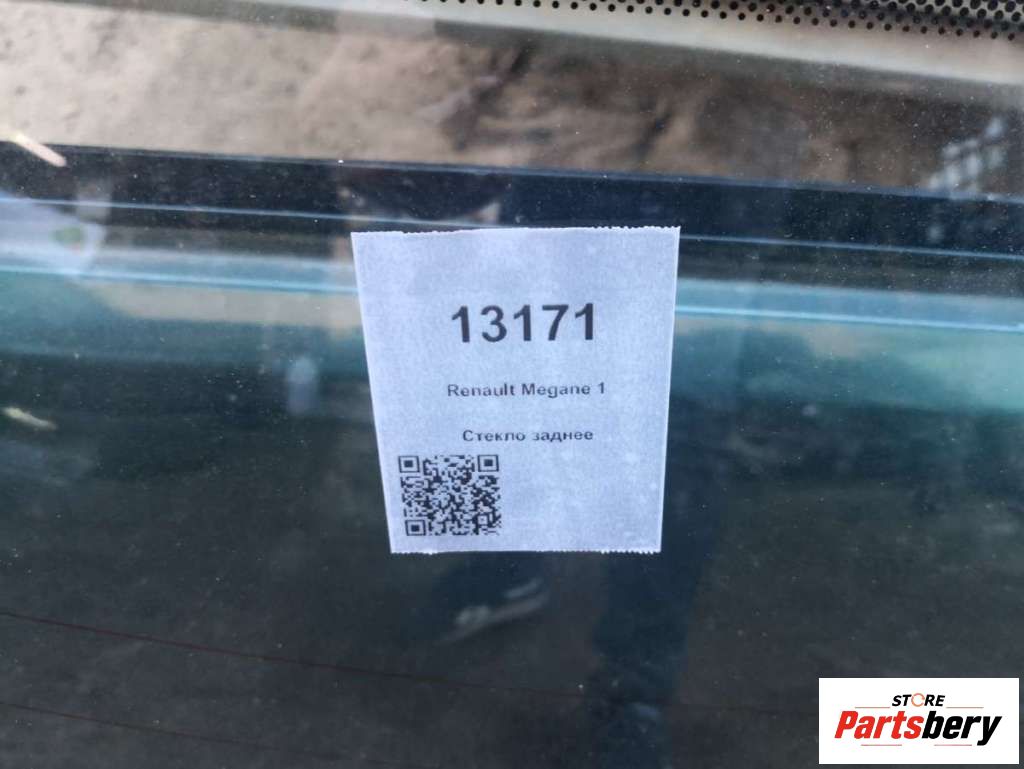 13171
Renault Megane 1
Стекло заднее
STORE
Partsbery